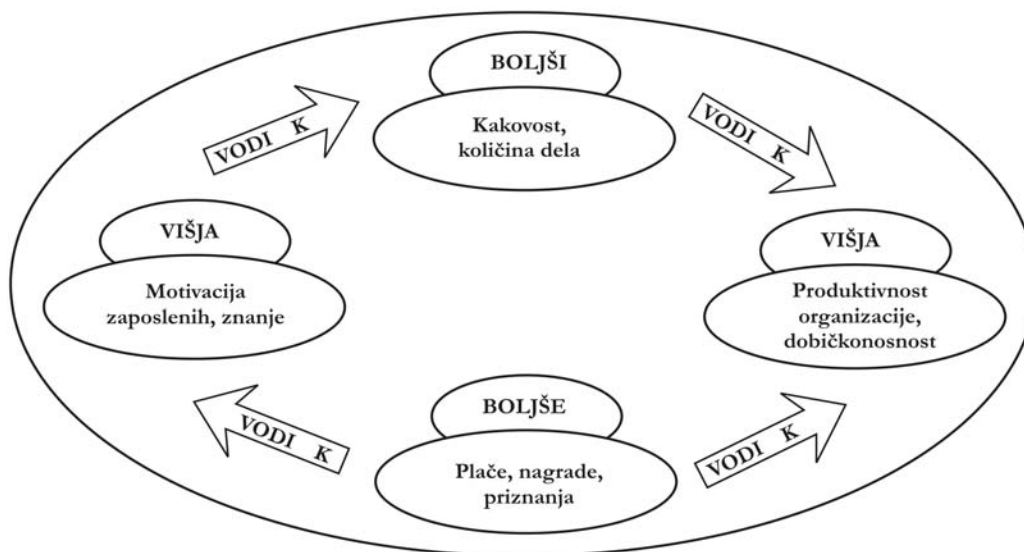 BOLJŠI
Kakovost,
količina dela
VODI K
VODI K
VIŠJA
Motivacija
zaposlenih, znanje
VIŠJA
Produktivnost
organizacije,
dobičkonosnost
BOLJŠE
Plače, nagrade,
priznanja
VODI K
VODI K